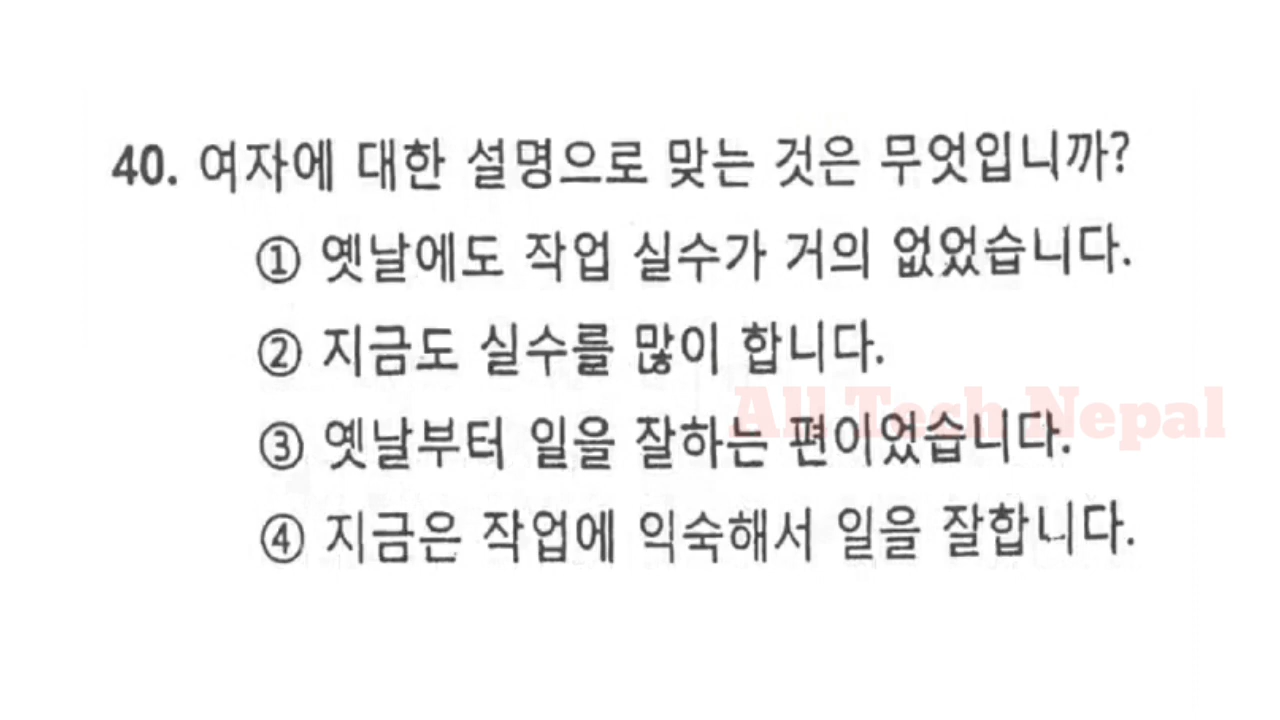 40. 여자에 대한 설명으로 맞는 것은 무엇입니까?
① 옛날에도 작업 실수가 거의 없었습니다.
② 지금도 실수를 많이 합니다.
All Tech Nepal
③ 옛날부터 일을 잘하는 편이었습니다.
④ 지금은 작업에 익숙해서 일을 잘합니다.